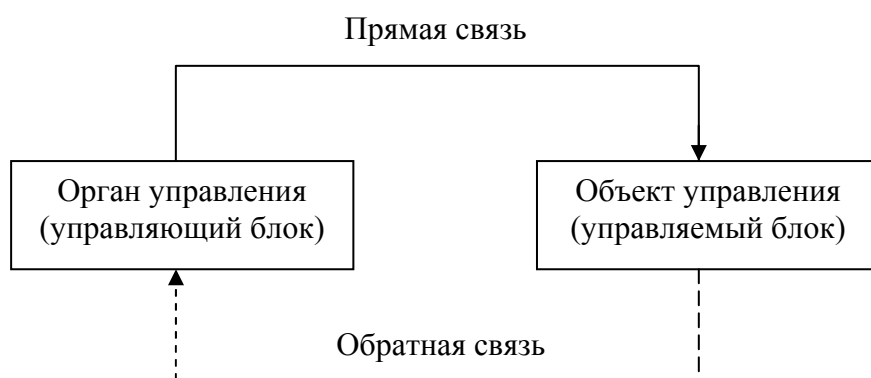 Прямая связь
Орган управления
(управляющий блок)
Объект управления
(управляемый блок)
Обратная связь